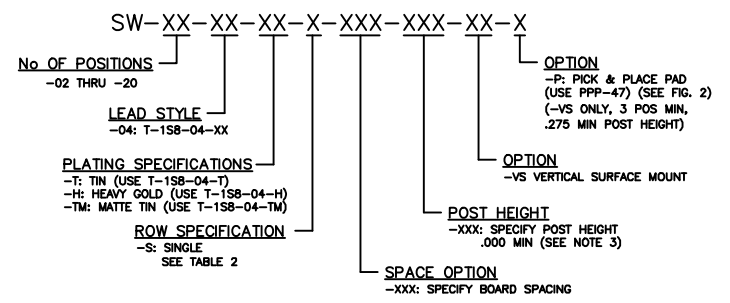 SW-XX-XX-XX-X-XXX-XXX-XX-X
No OF POSITIONS
-02 THRU -20
LEAD STYLE
-04: T-1S8-04-XX
PLATING SPECIFICATIONS
-T: TIN (USE T-1S8-04-T)
-H: HEAVY GOLD (USE T-1S8-04-H)
-TM: MATTE TIN (USE T-1S8-04-TM)
ROW SPECIFICATION
-S: SINGLE
SEE TABLE 2
OPTION
-P: PICK & PLACE PAD
(USE PPP-47) (SEE FIG. 2)
(-VS ONLY, 3 POS MIN,
.275 MIN POST HEIGHT)
OPTION
-VS VERTICAL SURFACE MOUNT
POST HEIGHT
-XXX: SPECIFY POST HEIGHT
.000 MIN (SEE NOTE 3)
SPACE OPTION
-XXX: SPECIFY BOARD SPACING